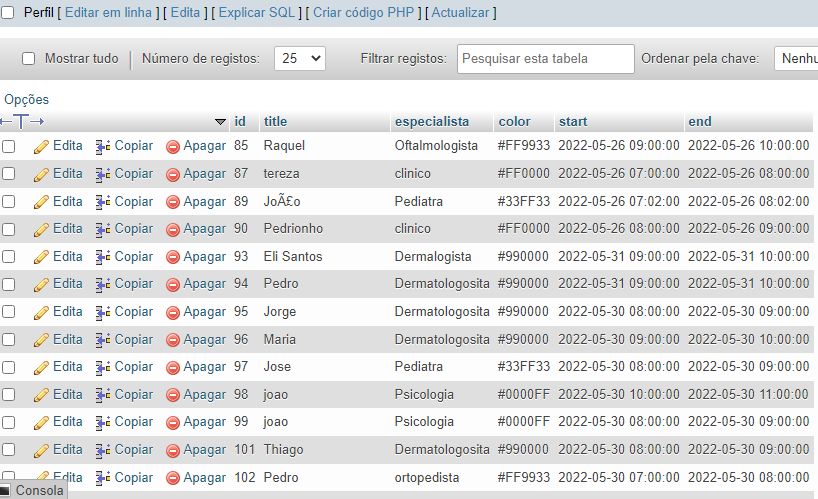 Perfil [ Editar em linha ] [ Edita ] [ Explicar SQL ] [ Criar código PHP ] [ Actualizar ]
Mostrar tudo Número de registos: 25 Filtrar registos: Pesquisar esta tabela Ordenar pela chave: Nenhu
Opções
id title especialista color start end
Edita Copiar Apagar 85 Raquel Oftalmologista #FF9933 2022-05-26 09:00:00 2022-05-26 10:00:00
Edita Copiar Apagar 87 tereza clinico #FF0000 2022-05-26 07:00:00 2022-05-26 08:00:00
Edita Copiar Apagar 89 JoÃ£o Pediatra #33FF33 2022-05-26 07:02:00 2022-05-26 08:02:00
Edita Copiar Apagar 90 Pedrionho clinico #FF0000 2022-05-26 08:00:00 2022-05-26 09:00:00
Edita Copiar Apagar 93 Eli Santos Dermalogista #990000 2022-05-31 09:00:00 2022-05-31 10:00:00
Edita Copiar Apagar 94 Pedro Dermatologosita #990000 2022-05-31 09:00:00 2022-05-31 10:00:00
Edita Copiar Apagar 95 Jorge Dermatologosita #990000 2022-05-30 08:00:00 2022-05-30 09:00:00
Edita Copiar Apagar 96 Maria Dermatologosita #990000 2022-05-30 09:00:00 2022-05-30 10:00:00
Edita Copiar Apagar 97 Jose Pediatra #33FF33 2022-05-30 08:00:00 2022-05-30 09:00:00
Edita Copiar Apagar 98 joao Psicologia #0000FF 2022-05-30 10:00:00 2022-05-30 11:00:00
Edita Copiar Apagar 99 joao Psicologia #0000FF 2022-05-30 08:00:00 2022-05-30 09:00:00
Edita Copiar Apagar 101 Thiago Dermatologosita #990000 2022-05-30 08:00:00 2022-05-30 09:00:00
Edita Copiar Apagar 102 Pedro ortopedista #FF9933 2022-05-30 07:00:00 2022-05-30 08:00:00
Consola